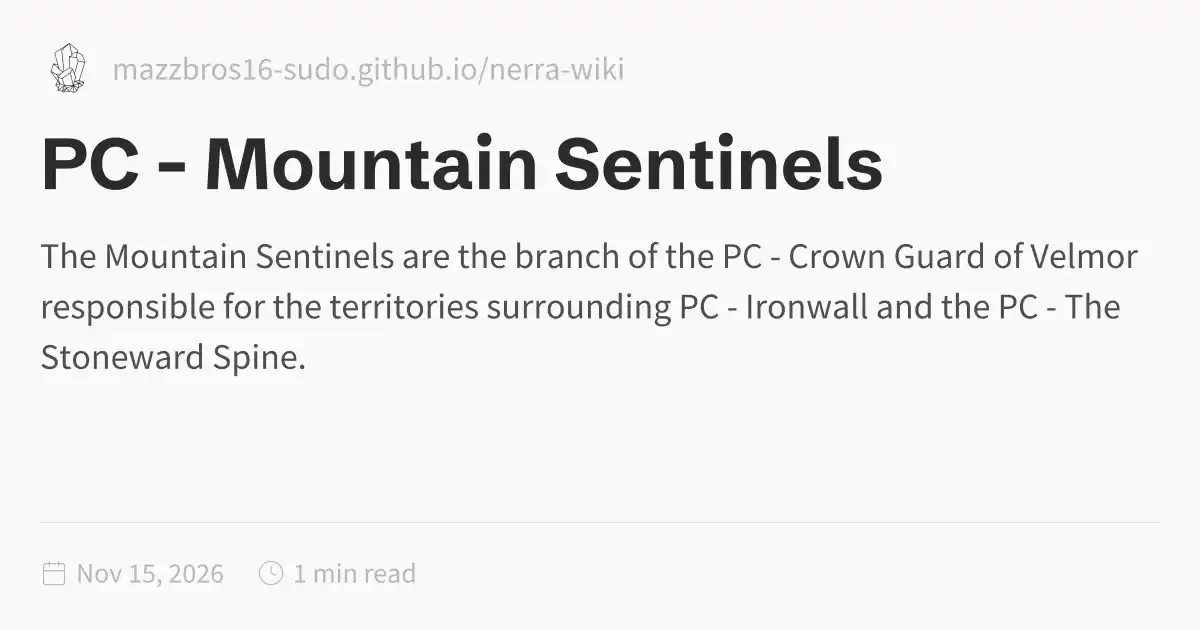 mazzbros16-sudo.github.io/nerra-wiki
PC - Mountain Sentinels
The Mountain Sentinels are the branch of the PC - Crown Guard of Velmor
responsible for the territories surrounding PC - Ironwall and the PC - The
Stoneward Spine.
Nov 15, 2026 1 min read